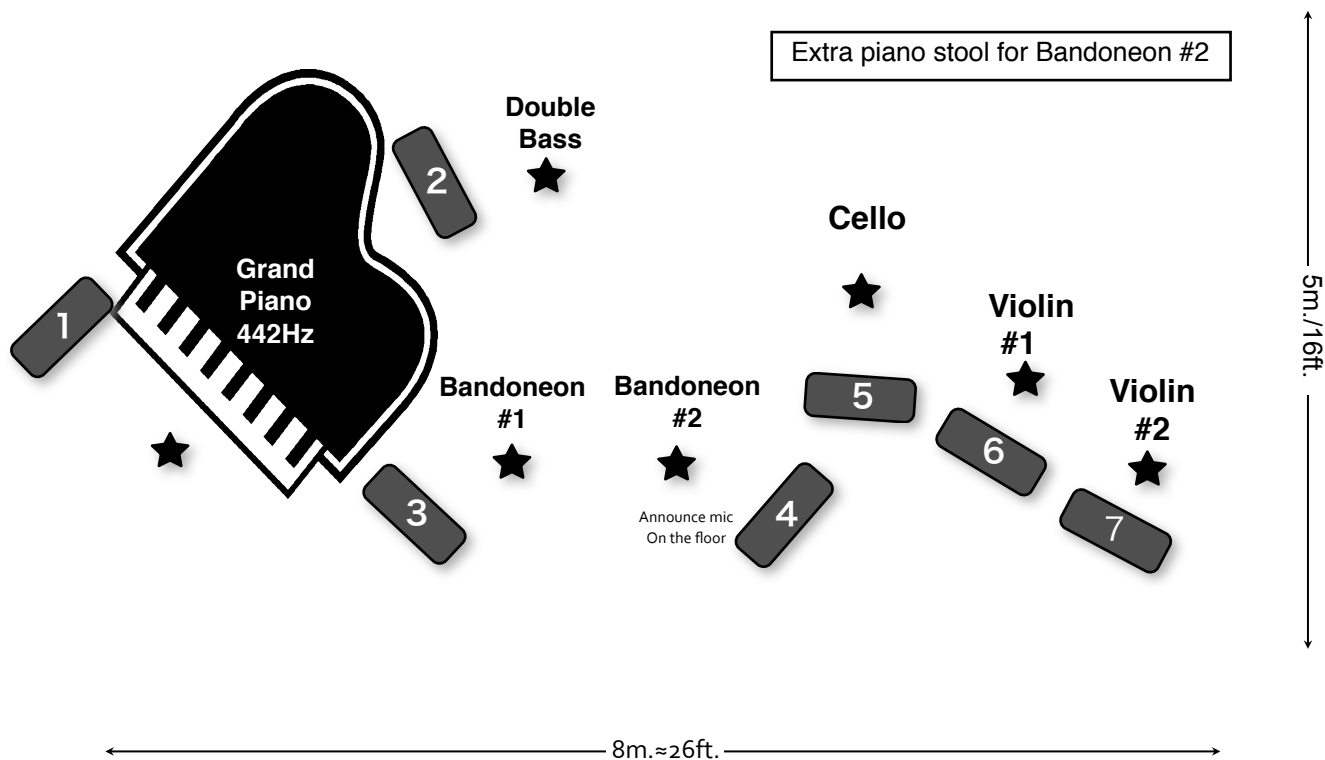 Extra piano stool for Bandoneon #2
Double
Bass
2
Cello
Grand
Piano
442Hz
1
Violin
#1
5m./16ft.
Bandoneon
#1
Bandoneon
#2
5
Violin
#2
6
3
Announce mic
On the floor
4
7
8m.≈26ft.